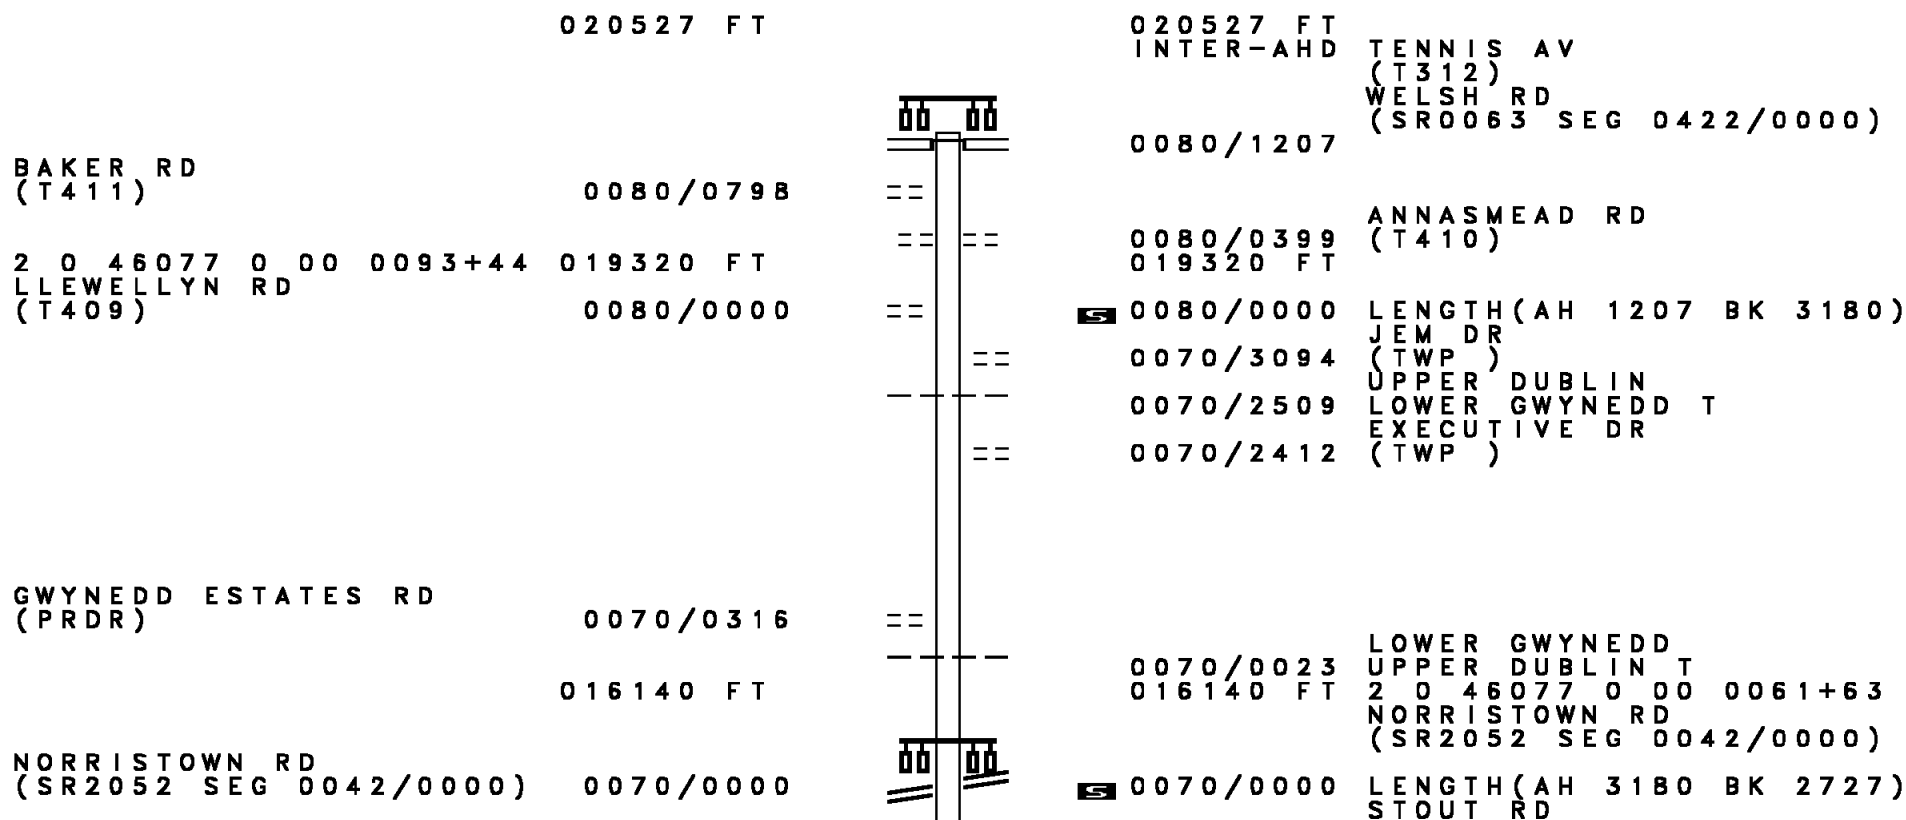 020527 FT 020527 FT
INTER-AHD TENNIS AV
(T312)
WELSH RD
(SR0063 SEG 0422/0000)
0080/1207
BAKER RD
(T411) 0080/0798
ANNASMEAD RD
0080/0399 (T410)
2 0 46077 0 00 0093+44 019320 FT 019320 FT
LLEWELLYN RD
(T409) 0080/0000 S 0080/0000 LENGTH(AH 1207 BK 3180)
JEM DR
0070/3094 (TWP )
UPPER DUBLIN
0070/2509 LOWER GWYNEDD T
EXECUTIVE DR
0070/2412 (TWP )
GWYNEDD ESTATES RD
(PRDR) 0070/0316
LOWER GWYNEDD
0070/0023 UPPER DUBLIN T
016140 FT 016140 FT 2 0 46077 0 00 0061+63
NORRISTOWN RD
(SR2052 SEG 0042/0000)
NORRISTOWN RD
(SR2052 SEG 0042/0000) 0070/0000 S 0070/0000 LENGTH(AH 3180 BK 2727)
STOUT RD